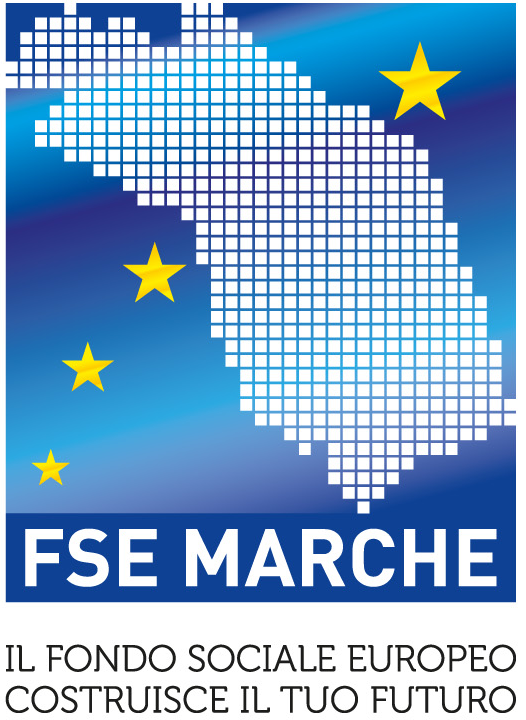 FSE MARCHE
IL FONDO SOCIALE EUROPEO
COSTRUISCE IL TUO FUTURO